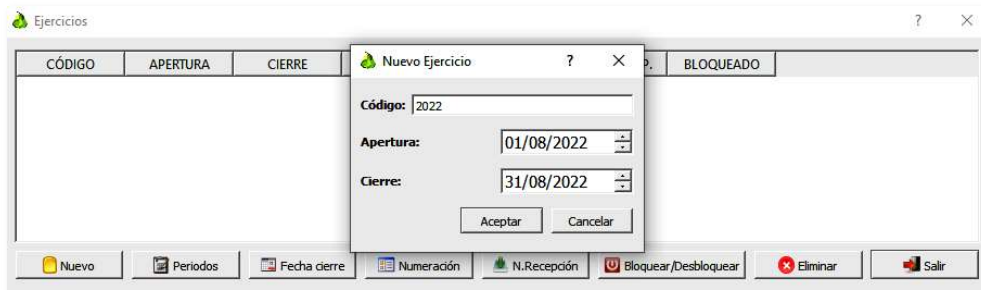 Ejercicios
?
CÓDIGO APERTURA CIERRE P. BLOQUEADO
Nuevo Ejercicio ?
Código: 2022
Apertura: 01/08/2022
Cierre: 31/08/2022
Aceptar Cancelar
Nuevo Periodos Fecha cierre Numeración N.Recepción Bloquear/Desbloquear Eliminar Salir